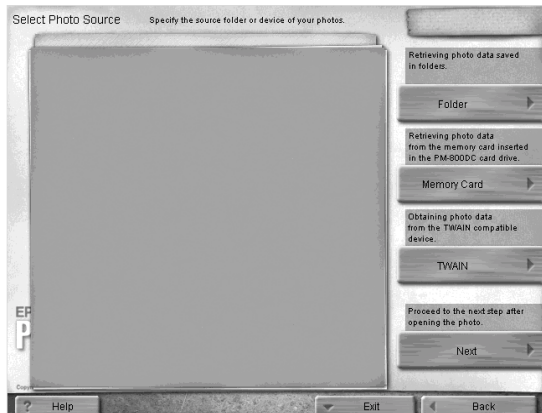 Select Photo Source
Specify the source folder or device of your photos.
Retrieving photo data saved
in folders.
Folder
Retrieving photo data
from the memory card inserted
in the PM-800DC card drive.
Memory Card
Obtaining photo data
from the TWAIN compatible
device.
TWAIN
EP
P
Proceed to the next step after
opening the photo.
Next
Copyr
? Help
Exit
Back